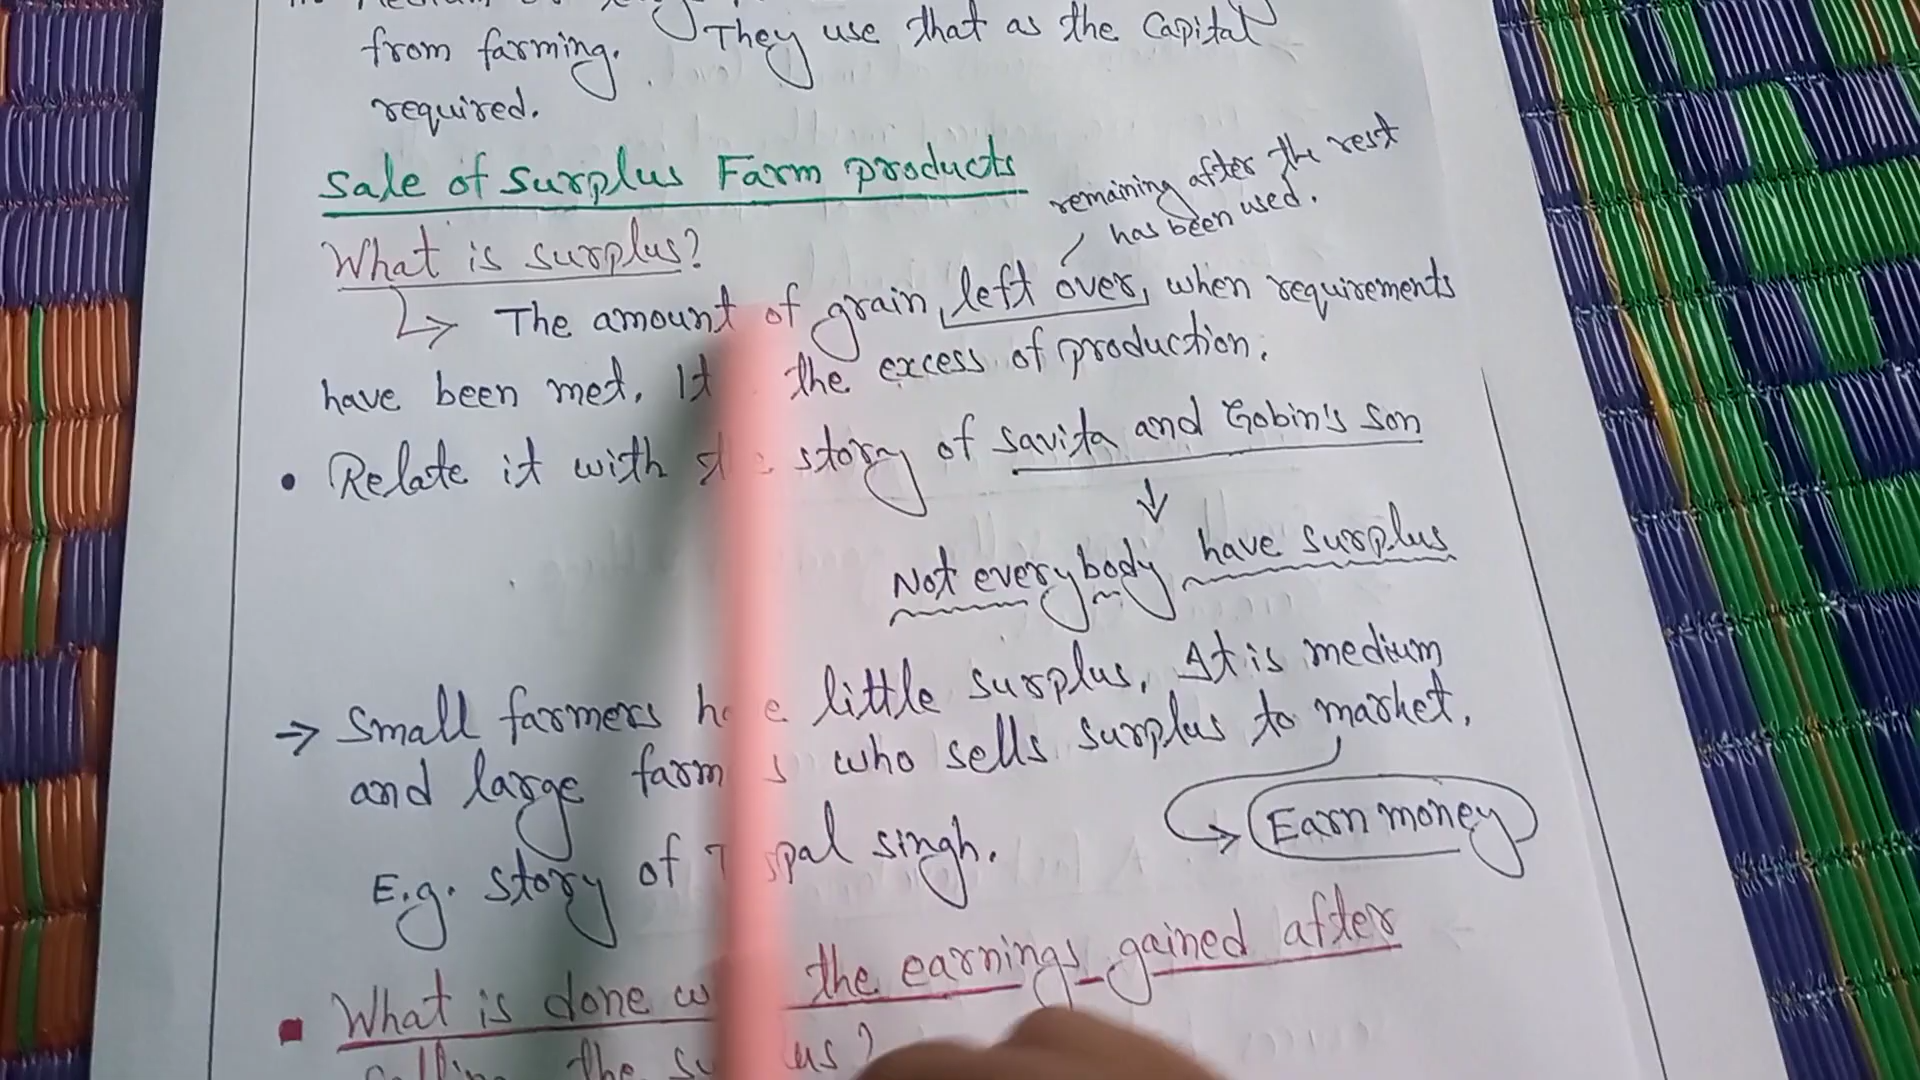 from farming. They use that as the Capital
required.
Sale of Surplus Farm products
remaining after the rest
has been used.
What is surplus?
The amount of grain, left over, when requirements
have been met. It the excess of production.
• Relate it with story of savita and Gobin's son
Not everybody have surplus
→ Small farmers little surplus. It is medium
and large who sells surplus to market.
Earn money
E.g. story of singh.
What is done the earnings gained after
the